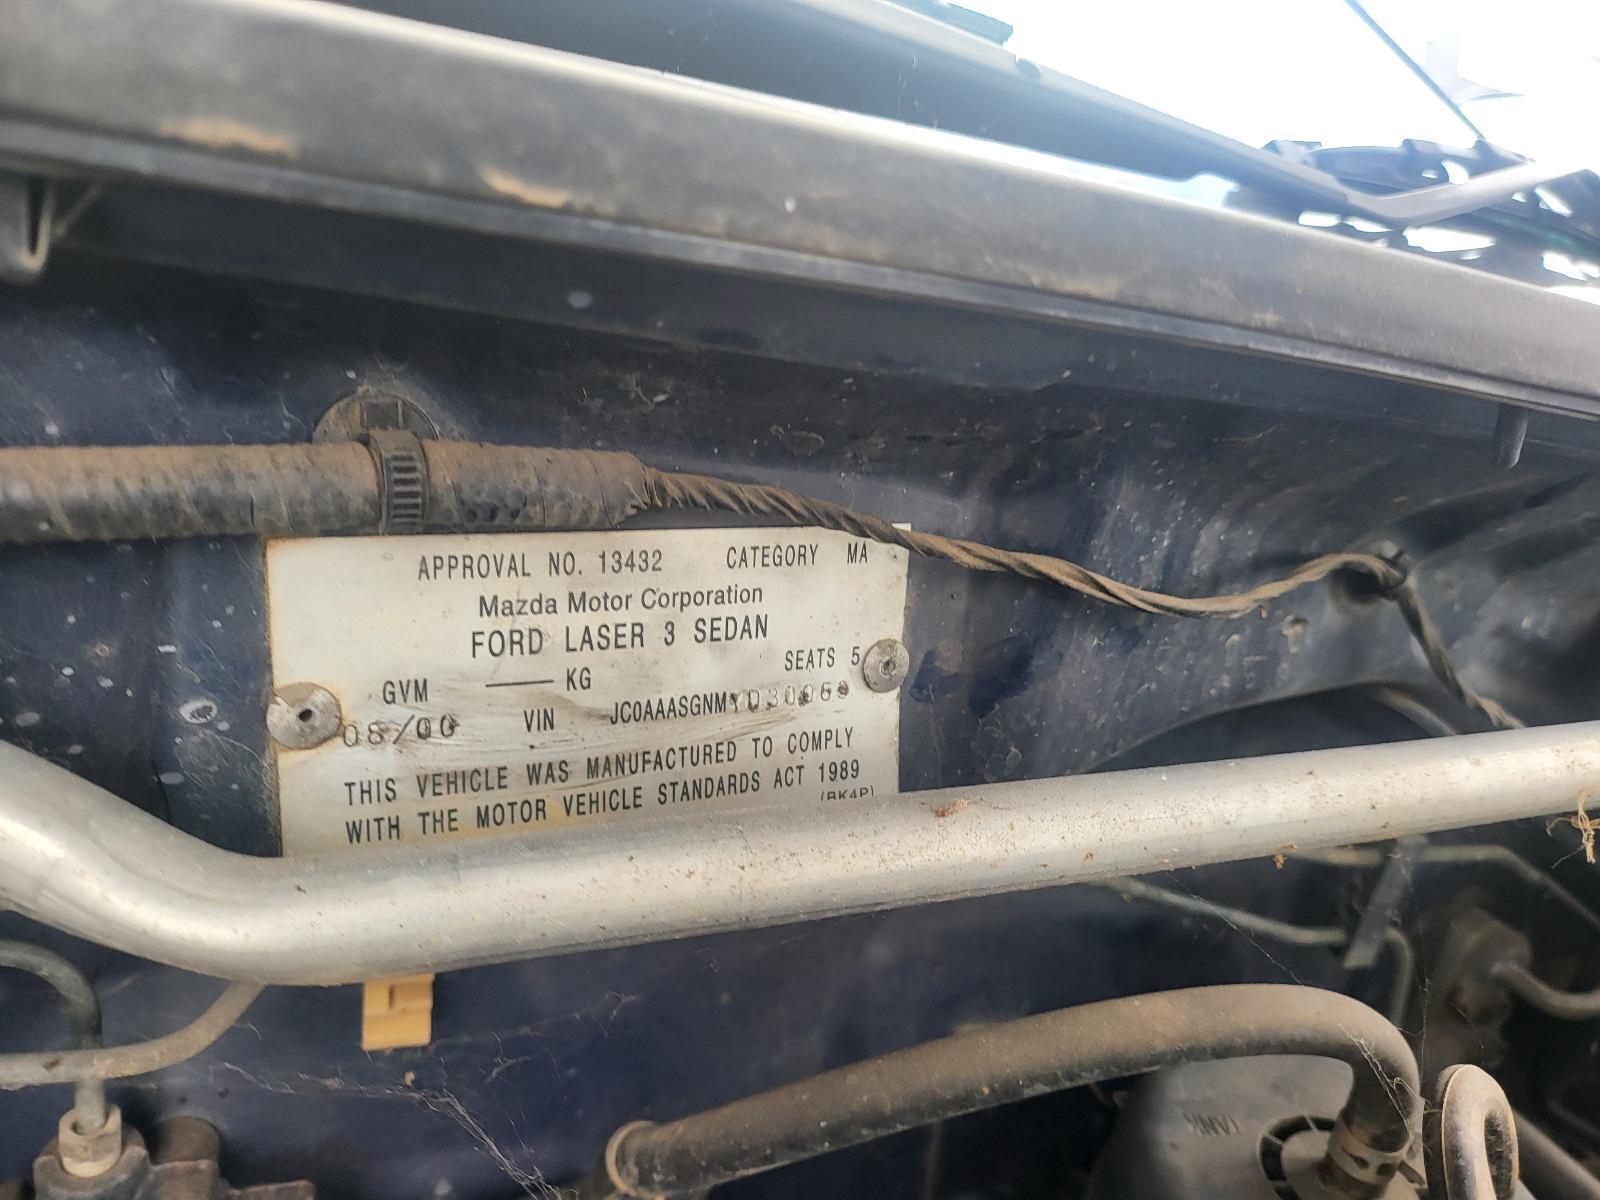 APPROVAL NO. 13432 CATEGORY MA
Mazda Motor Corporation
FORD LASER 3 SEDAN
SEATS 5
GVM —— KG
08/00 VIN
THIS VEHICLE WAS MANUFACTURED TO COMPLY
WITH THE MOTOR VEHICLE STANDARDS ACT 1989
(BK4P)
TANK